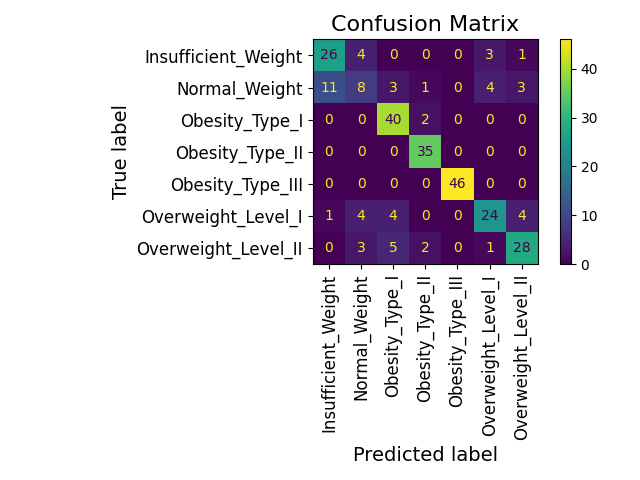 Confusion Matrix
True label
Insufficient_Weight 26 4 0 0 0 3 1
Normal_Weight 11 8 3 1 0 4 3
Obesity_Type_I 0 0 40 2 0 0 0
Obesity_Type_II 0 0 0 35 0 0 0
Obesity_Type_III 0 0 0 0 46 0 0
Overweight_Level_I 1 4 4 0 0 24 4
Overweight_Level_II 0 3 5 2 0 1 28
40
30
20
10
0
Insufficient_Weight
Normal_Weight
Obesity_Type_I
Obesity_Type_II
Obesity_Type_III
Overweight_Level_I
Overweight_Level_II
Predicted label